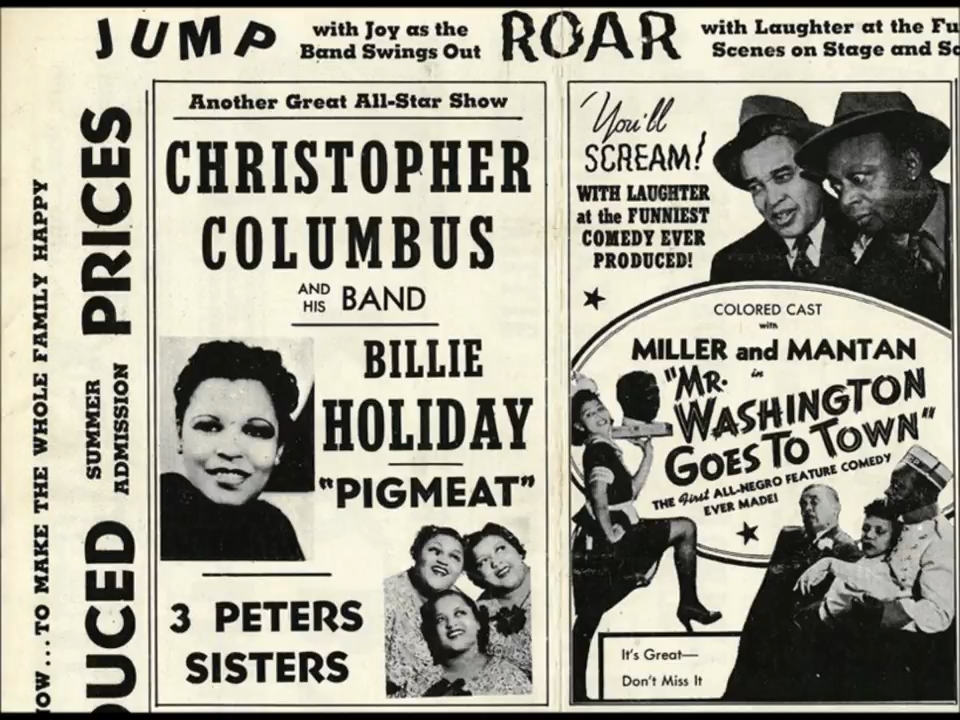 JUMP with Joy as the
Band Swings Out
ROAR with Laughter at the Fu
Scenes on Stage and Sc
NOW...TO MAKE THE WHOLE FAMILY HAPPY
SUMMER
ADMISSION
PRICES
Another Great All-Star Show
CHRISTOPHER
COLUMBUS
AND
HIS BAND
BILLIE
HOLIDAY
"PIGMEAT"
3 PETERS
SISTERS
You'll
SCREAM!
WITH LAUGHTER
at the FUNNIEST
COMEDY EVER
PRODUCED!
COLORED CAST
with
MILLER and MANTAN
in
"MR.
WASHINGTON
GOES TO TOWN"
THE First ALL-NEGRO FEATURE COMEDY
EVER MADE!
It's Great—
Don't Miss It